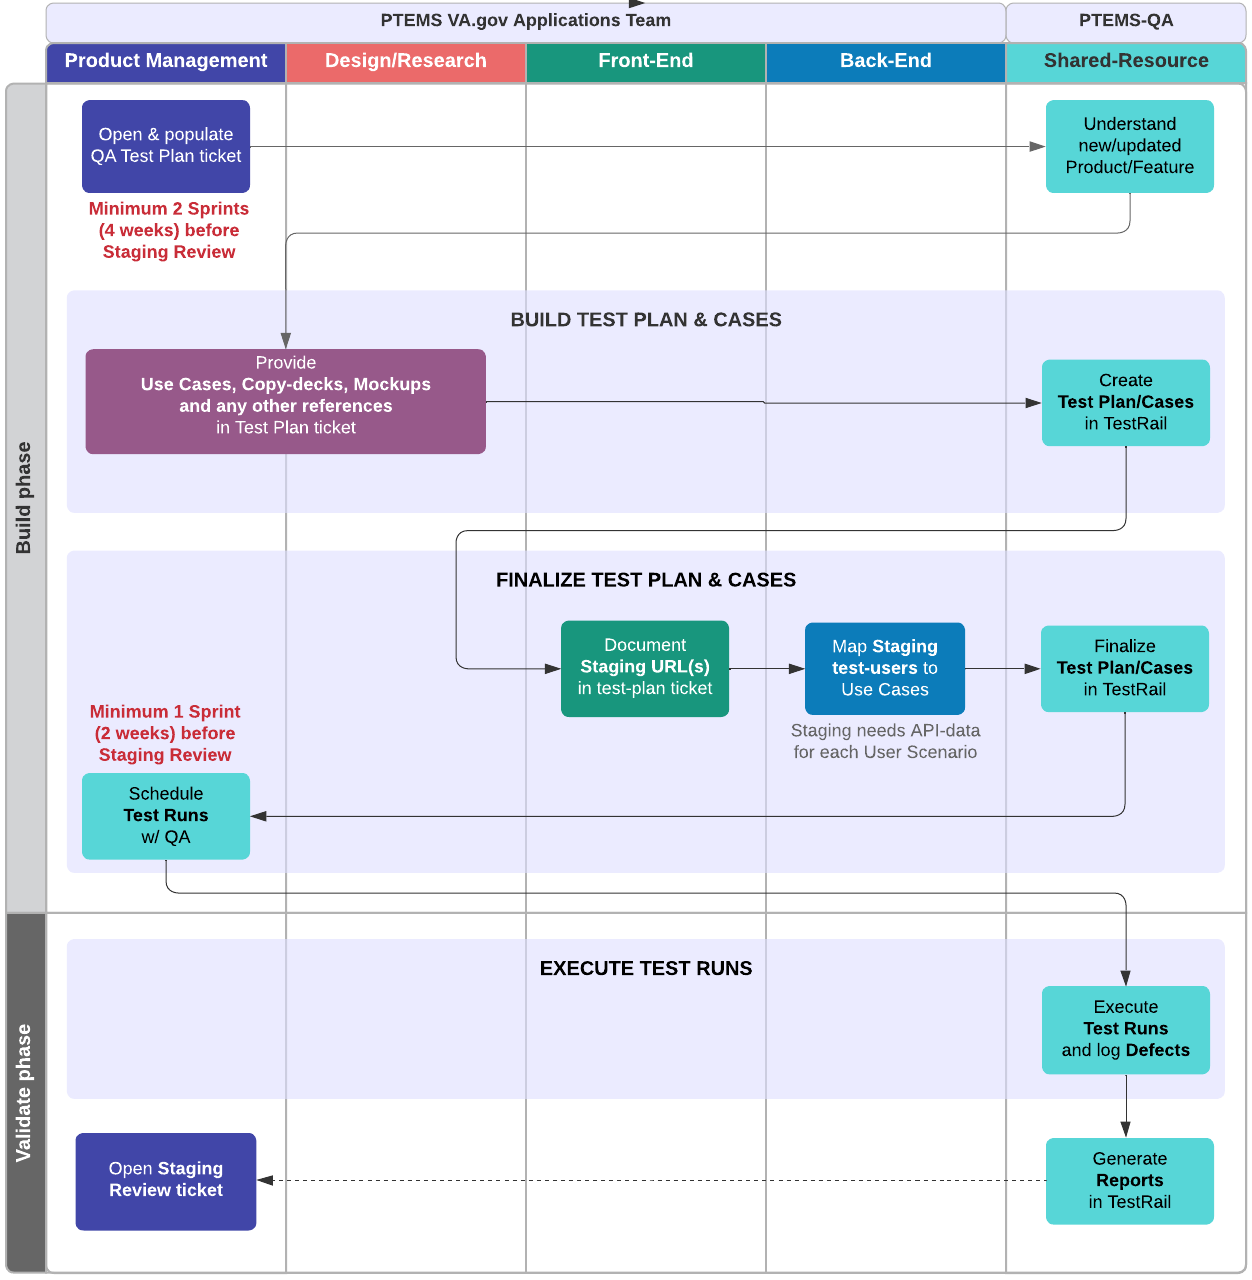 PTEMS VA.gov Applications Team
PTEMS-QA
Product Management
Design/Research
Front-End
Back-End
Shared-Resource
Build phase
Open & populate
QA Test Plan ticket
Minimum 2 Sprints
(4 weeks) before
Staging Review
Understand
new/updated
Product/Feature
BUILD TEST PLAN & CASES
Provide
Use Cases, Copy-decks, Mockups
and any other references
in Test Plan ticket
Create
Test Plan/Cases
in TestRail
FINALIZE TEST PLAN & CASES
Document
Staging URL(s)
in test-plan ticket
Map Staging
test-users to
Use Cases
Staging needs API-data
for each User Scenario
Finalize
Test Plan/Cases
in TestRail
Minimum 1 Sprint
(2 weeks) before
Staging Review
Schedule
Test Runs
w/ QA
Validate phase
EXECUTE TEST RUNS
Execute
Test Runs
and log Defects
Open Staging
Review ticket
Generate
Reports
in TestRail